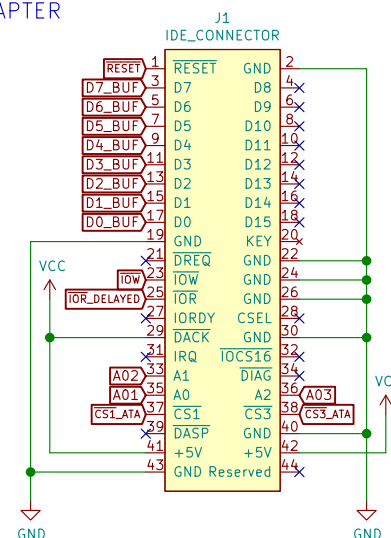 APTER
J1
IDE_CONNECTOR
RESET 1 RESET GND 2
D7_BUF 3 D7 D8 4
D6_BUF 5 D6 D9 6
D5_BUF 7 D5 D10 8
D4_BUF 9 D4 D11 10
D3_BUF 11 D3 D12 12
D2_BUF 13 D2 D13 14
D1_BUF 15 D1 D14 16
D0_BUF 17 D0 D15 18
19 GND KEY 20
21 DREQ GND 22
VCC IOW 23 IOW GND 24
IOR_DELAYED 25 IOR GND 26
27 IORDY CSEL 28
29 DACK GND 30
31 IRQ IOCS16 32
A02 33 A1 DIAG 34
VC
A01 35 A0 A2 36 A03
CS1_ATA 37 CS1 CS3 38 CS3_ATA
39 DASP GND 40
41 +5V +5V 42
43 GND Reserved 44
GND GND